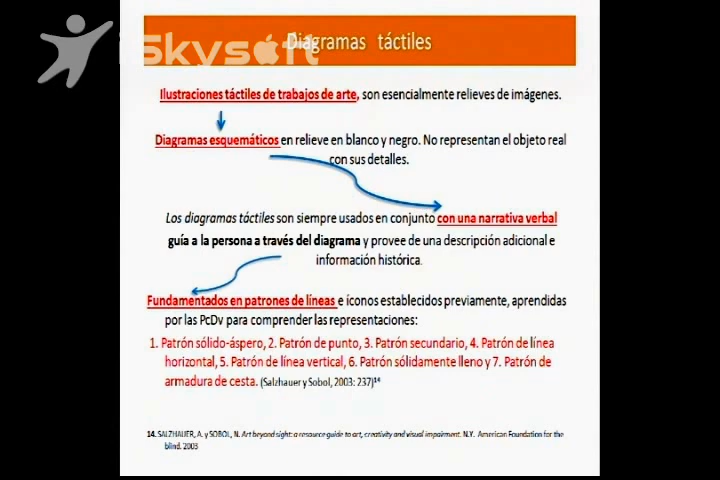 iSkysoft
Diagramas táctiles
Ilustraciones táctiles de trabajos de arte, son esencialmente relieves de imágenes.
Diagramas esquemáticos en relieve en blanco y negro. No representan el objeto real
con sus detalles.
Los diagramas táctiles son siempre usados en conjunto con una narrativa verbal
guía a la persona a través del diagrama y provee de una descripción adicional e
información histórica.
Fundamentados en patrones de líneas e íconos establecidos previamente, aprendidas
por las PcDv para comprender las representaciones:
1. Patrón sólido-áspero, 2. Patrón de punto, 3. Patrón secundario, 4. Patrón de línea
horizontal, 5. Patrón de línea vertical, 6. Patrón sólidamente lleno y 7. Patrón de
armadura de cesta. (Salzhauer y Sobol, 2003: 237)¹⁴
14. SALZHAUER, A. y SOBOL, N. Art beyond sight: a resource guide to art, creativity and visual impairment. N.Y. American Foundation for the
blind. 2003